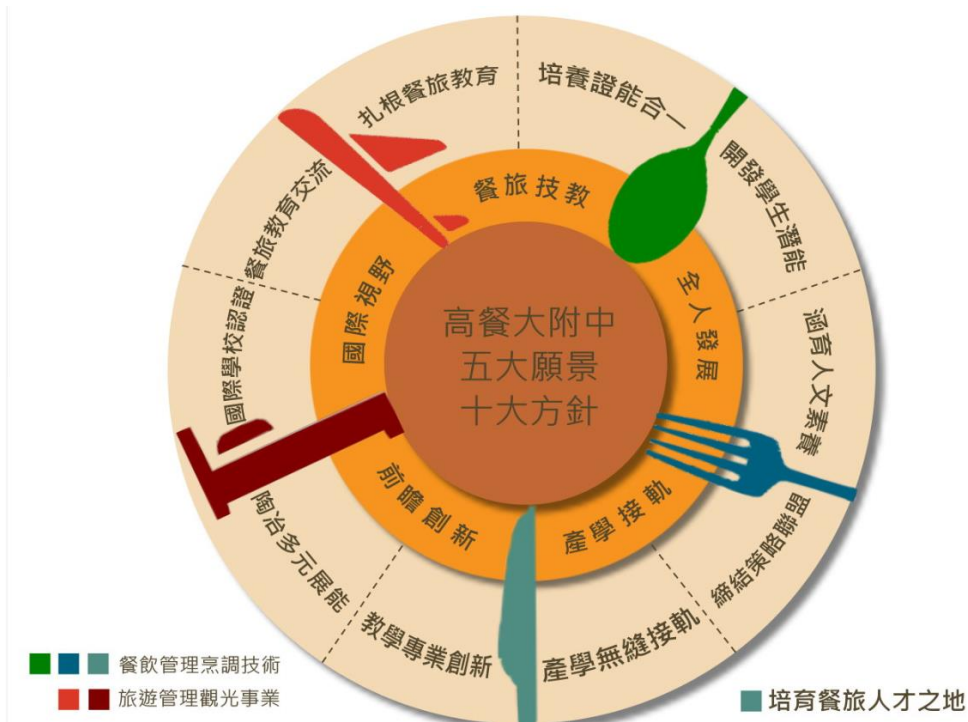 高餐大附中
五大願景
十大方針
餐旅技教
全人發展
產學接軌
前瞻創新
國際視野
扎根餐旅教育
培養證能合一
開發學生潛能
涵育人文素養
締結策略聯盟
產學無縫接軌
教學專業創新
陶冶多元展能
國際學校認證
餐旅教育交流
餐飲管理烹調技術
旅遊管理觀光事業
培育餐旅人才之地